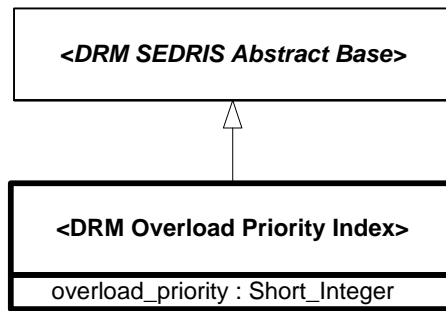 <DRM SEDRIS Abstract Base>
<DRM Overload Priority Index>
overload_priority : Short_Integer